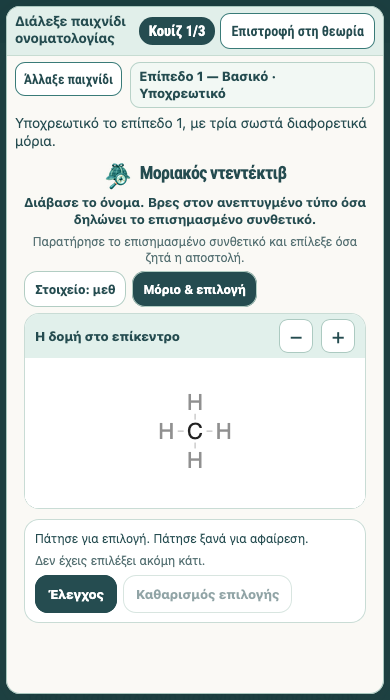 Διάλεξε παιχνίδι
ονοματολογίας
Κουίζ 1/3
Επιστροφή στη θεωρία
Άλλαξε παιχνίδι
Επίπεδο 1 — Βασικό ·
Υποχρεωτικό
Υποχρεωτικό το επίπεδο 1, με τρία σωστά διαφορετικά
μόρια.
Μοριακός ντετέκτιβ
Διάβασε το όνομα. Βρες στον ανεπτυγμένο τύπο όσα
δηλώνει το επισημασμένο συνθετικό.
Παρατήρησε το επισημασμένο συνθετικό και επίλεξε όσα
ζητά η αποστολή.
Στοιχείο: μεθ
Μόριο & επιλογή
Η δομή στο επίκεντρο
− +
H
H C H
H
Πάτησε για επιλογή. Πάτησε ξανά για αφαίρεση.
Δεν έχεις επιλέξει ακόμη κάτι.
Έλεγχος
Καθαρισμός επιλογής